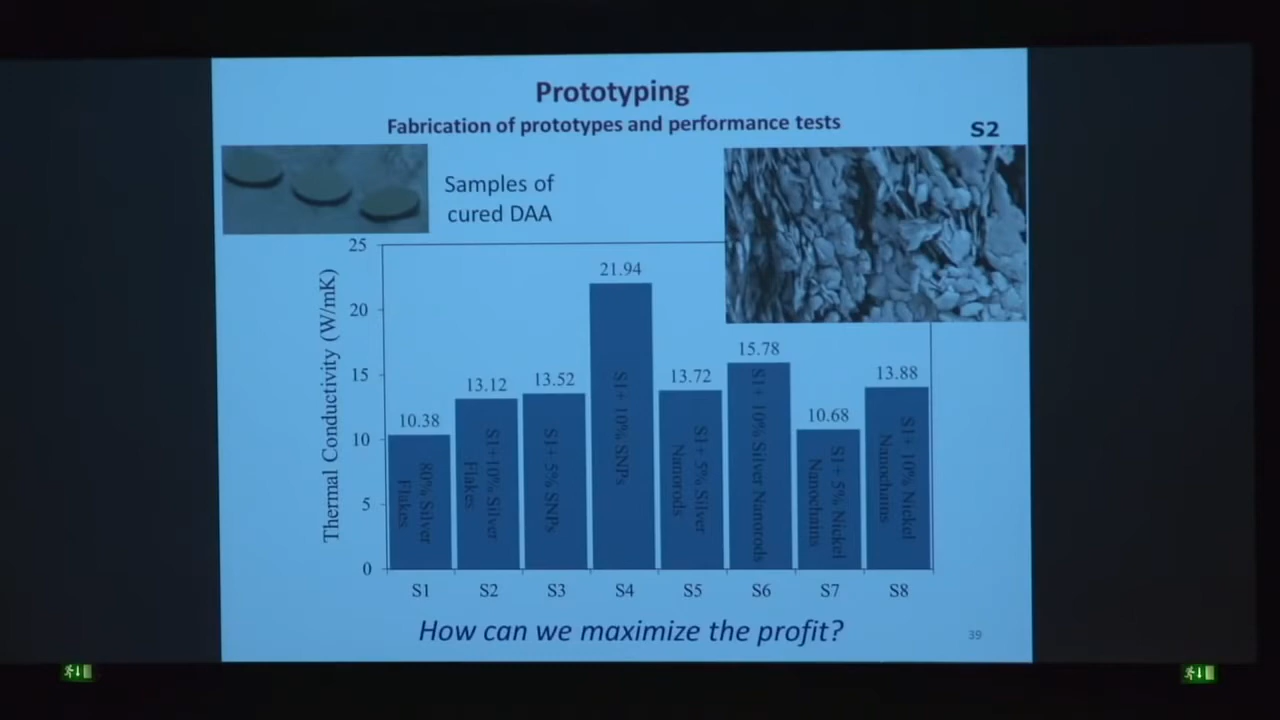 Prototyping
Fabrication of prototypes and performance tests
S2
Samples of
cured DAA
Thermal Conductivity (W/mK)
25
20
15
10
5
0
10.38
13.12
13.52
21.94
13.72
15.78
10.68
13.88
80% Silver
Flakes
S1+10% Silver
Flakes
S1+ 5% SNPs
S1+ 10% SNPs
S1+ 5% Silver
Nanorods
S1+ 10% Silver Nanorods
S1+ 5% Nickel
Nanochains
S1+ 10% Nickel
Nanochains
S1
S2
S3
S4
S5
S6
S7
S8
How can we maximize the profit?
39